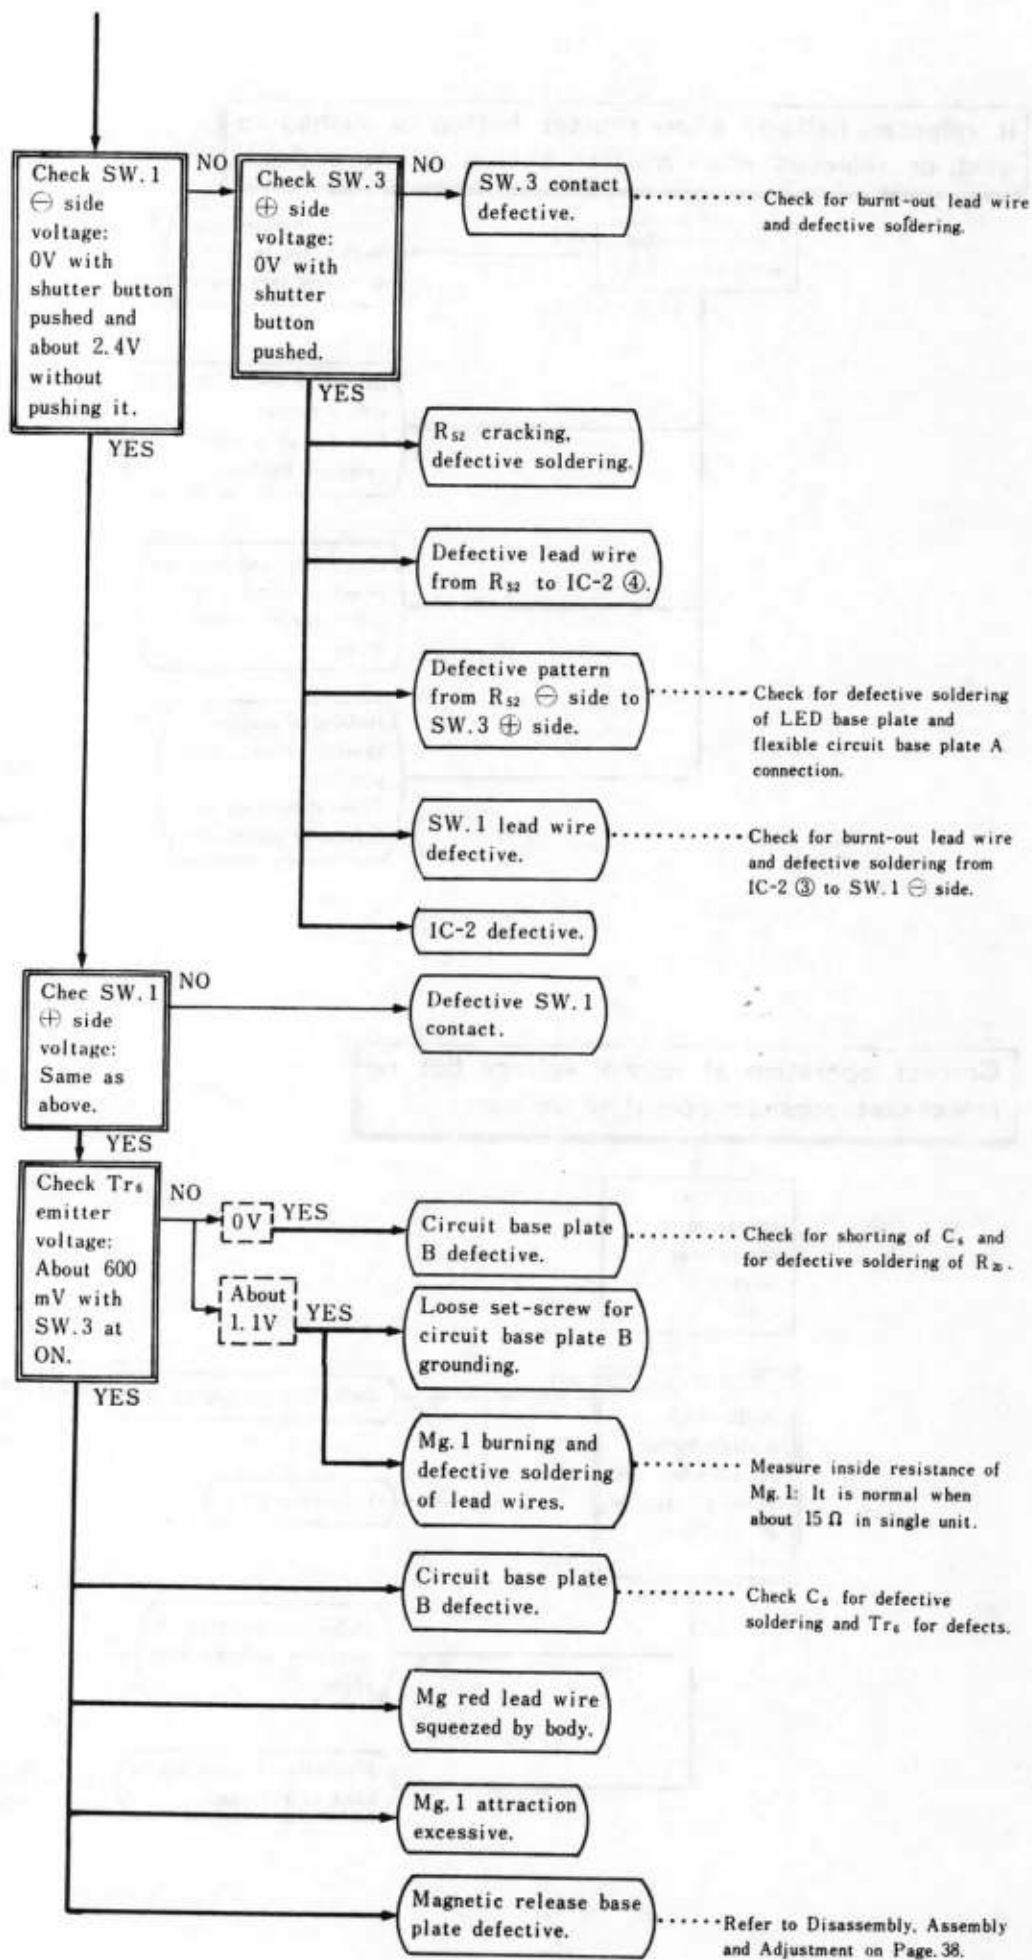 Check SW.1
⊖ side
voltage:
0V with
shutter button
pushed and
about 2.4V
without
pushing it.
NO
YES
Check SW.3
⊕ side
voltage:
0V with
shutter
button
pushed.
NO
YES
SW.3 contact
defective.
Check for burnt-out lead wire
and defective soldering.
R52 cracking,
defective soldering.
Defective lead wire
from R52 to IC-2 ④.
Defective pattern
from R52 ⊖ side to
SW.3 ⊕ side.
Check for defective soldering
of LED base plate and
flexible circuit base plate A
connection.
SW.1 lead wire
defective.
Check for burnt-out lead wire
and defective soldering from
IC-2 ③ to SW.1 ⊖ side.
IC-2 defective.
Chec SW.1
⊕ side
voltage:
Same as
above.
NO
YES
Defective SW.1
contact.
Check Tr6
emitter
voltage:
About 600
mV with
SW.3 at
ON.
NO
YES
0V
YES
Circuit base plate
B defective.
Check for shorting of C6 and
for defective soldering of
About
1.1V
YES
Loose set-screw for
circuit base plate B
grounding.
Mg.1 burning and
defective soldering
of lead wires.
Measure inside resistance of
Mg.1: It is normal when
about 15 Ω in single unit.
Circuit base plate
B defective.
Check C6 for defective
soldering and Tr6 for defects.
Mg red lead wire
squeezed by body.
Mg.1 attraction
excessive.
Magnetic release base
plate defective.
Refer to Disassembly, Assembly
and Adjustment on Page.38.